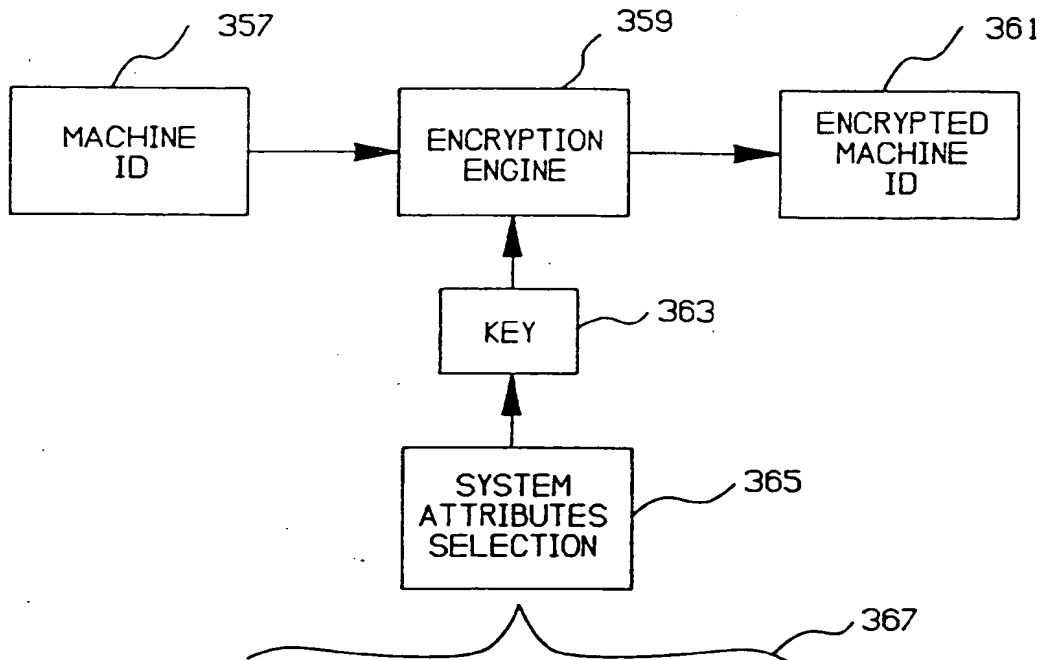 357
359
361
MACHINE
ID
ENCRYPTION
ENGINE
ENCRYPTED
MACHINE
ID
KEY
363
SYSTEM
ATTRIBUTES
SELECTION
365
367